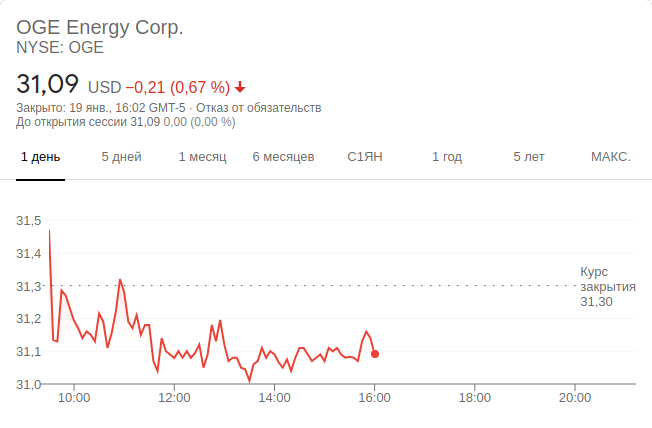 OGE Energy Corp.
NYSE: OGE
31,09 USD −0,21 (0,67 %)
Закрыто: 19 янв., 16:02 GMT-5 · Отказ от обязательств
До открытия сессии 31,09 0,00 (0,00 %)
1 день 5 дней 1 месяц 6 месяцев С1ЯН 1 год 5 лет МАКС.
31,5
31,4
31,3
31,2
31,1
31,0
Курс
закрытия
31,30
10:00 12:00 14:00 16:00 18:00 20:00